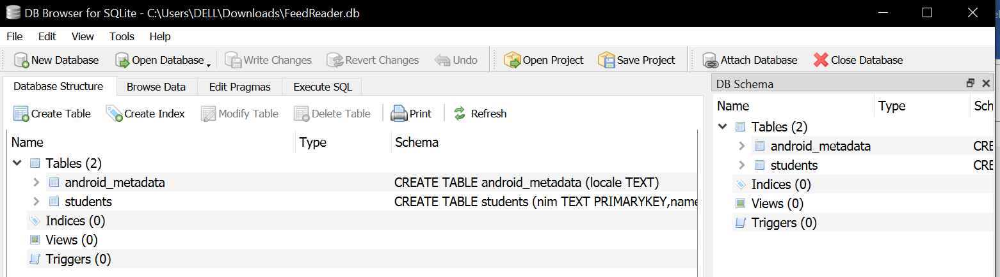 DB Browser for SQLite - C:\Users\DELL\Downloads\FeedReader.db
File Edit View Tools Help
New Database Open Database Write Changes Revert Changes Undo Open Project Save Project Attach Database Close Database
Database Structure Browse Data Edit Pragmas Execute SQL
Create Table Create Index Modify Table Delete Table Print Refresh
Name Type Schema
Tables (2)
android_metadata CREATE TABLE android_metadata (locale TEXT)
students CREATE TABLE students (nim TEXT PRIMARYKEY,name
Indices (0)
Views (0)
Triggers (0)
DB Schema
Name Type Sch
Tables (2)
android_metadata CRE
students CRE
Indices (0)
Views (0)
Triggers (0)